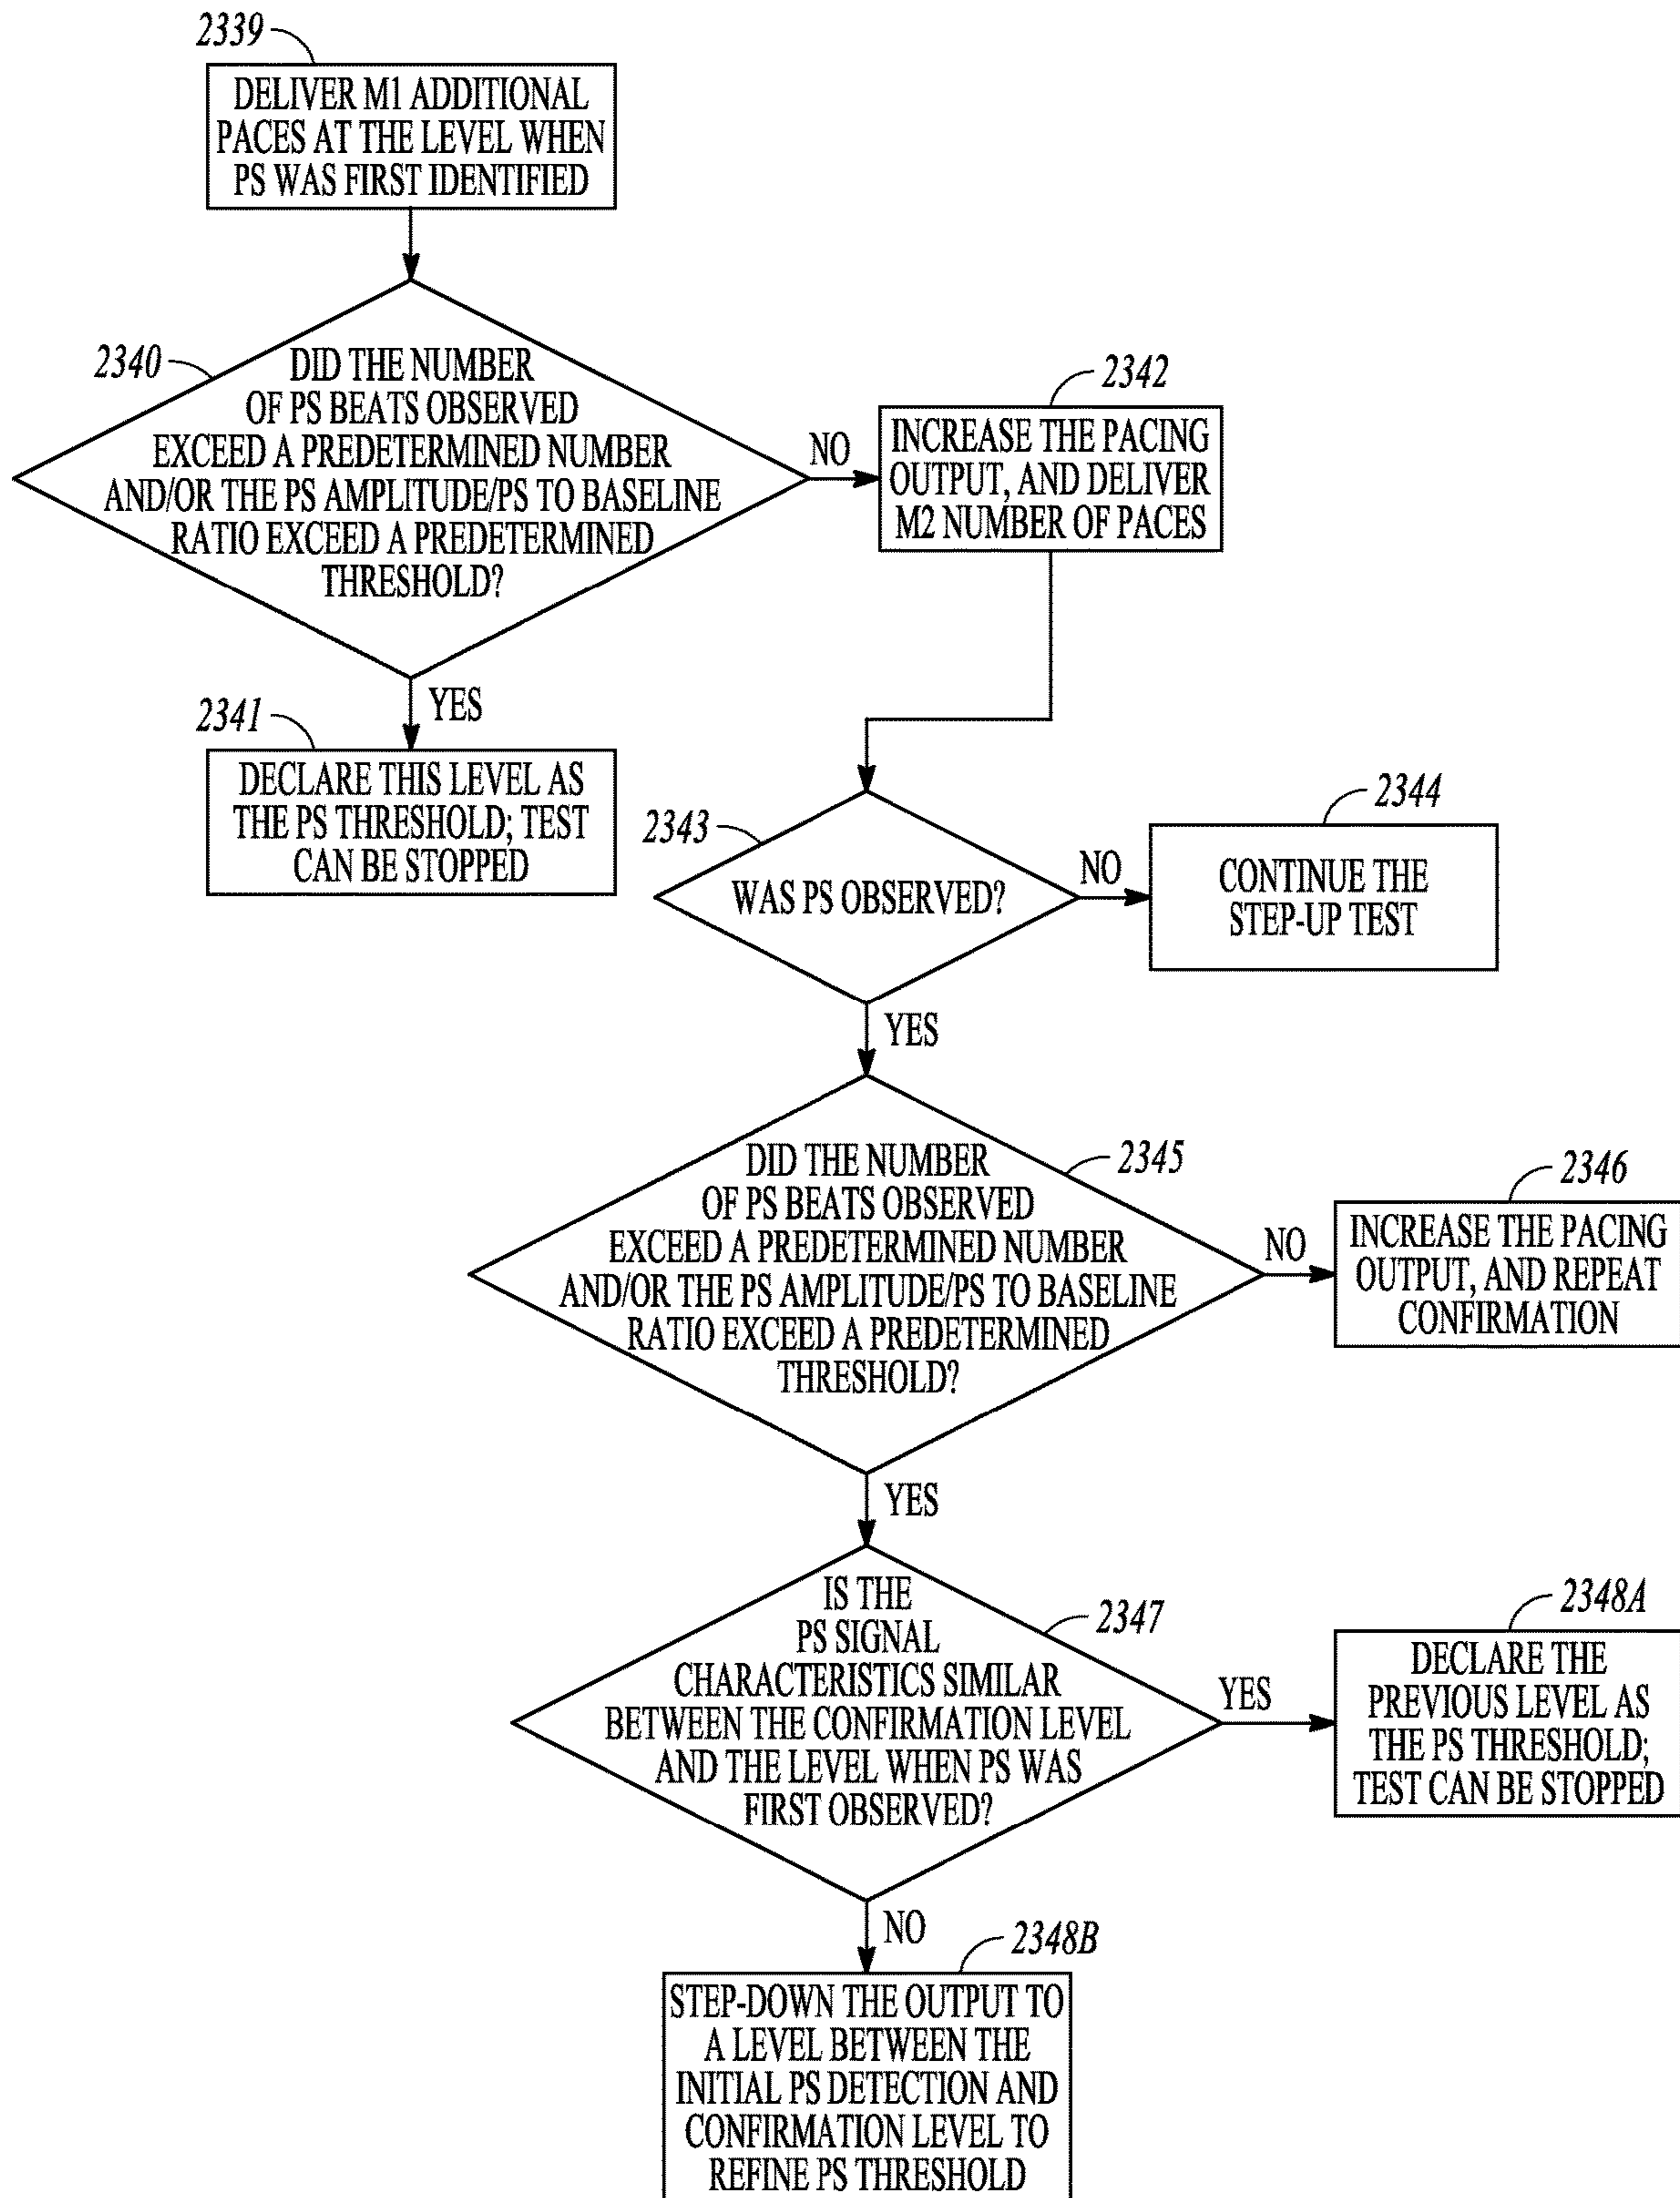 2339
DELIVER M1 ADDITIONAL
PACES AT THE LEVEL WHEN
PS WAS FIRST IDENTIFIED
2340
DID THE NUMBER
OF PS BEATS OBSERVED
EXCEED A PREDETERMINED NUMBER
AND/OR THE PS AMPLITUDE/PS TO BASELINE
RATIO EXCEED A PREDETERMINED
THRESHOLD?
NO
2342
INCREASE THE PACING
OUTPUT, AND DELIVER
M2 NUMBER OF PACES
YES
2341
DECLARE THIS LEVEL AS
THE PS THRESHOLD; TEST
CAN BE STOPPED
2343
WAS PS OBSERVED?
NO
2344
CONTINUE THE
STEP-UP TEST
YES
2345
DID THE NUMBER
OF PS BEATS OBSERVED
EXCEED A PREDETERMINED NUMBER
AND/OR THE PS AMPLITUDE/PS TO BASELINE
RATIO EXCEED A PREDETERMINED
THRESHOLD?
NO
2346
INCREASE THE PACING
OUTPUT, AND REPEAT
CONFIRMATION
YES
2347
IS THE
PS SIGNAL
CHARACTERISTICS SIMILAR
BETWEEN THE CONFIRMATION LEVEL
AND THE LEVEL WHEN PS WAS
FIRST OBSERVED?
YES
2348A
DECLARE THE
PREVIOUS LEVEL AS
THE PS THRESHOLD;
TEST CAN BE STOPPED
NO
2348B
STEP-DOWN THE OUTPUT TO
A LEVEL BETWEEN THE
INITIAL PS DETECTION AND
CONFIRMATION LEVEL TO
REFINE PS THRESHOLD